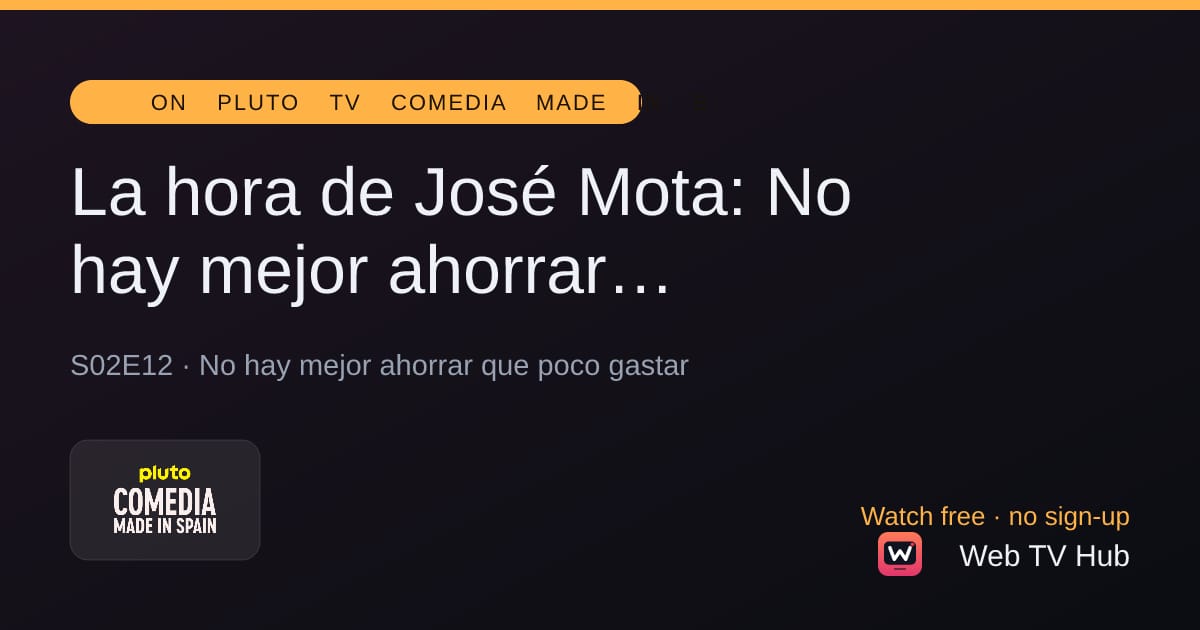 ON PLUTO TV COMEDIA MADE
La hora de José Mota: No
hay mejor ahorrar…
S02E12 · No hay mejor ahorrar que poco gastar
pluto
COMEDIA
MADE IN SPAIN
Watch free · no sign-up
W
Web TV Hub